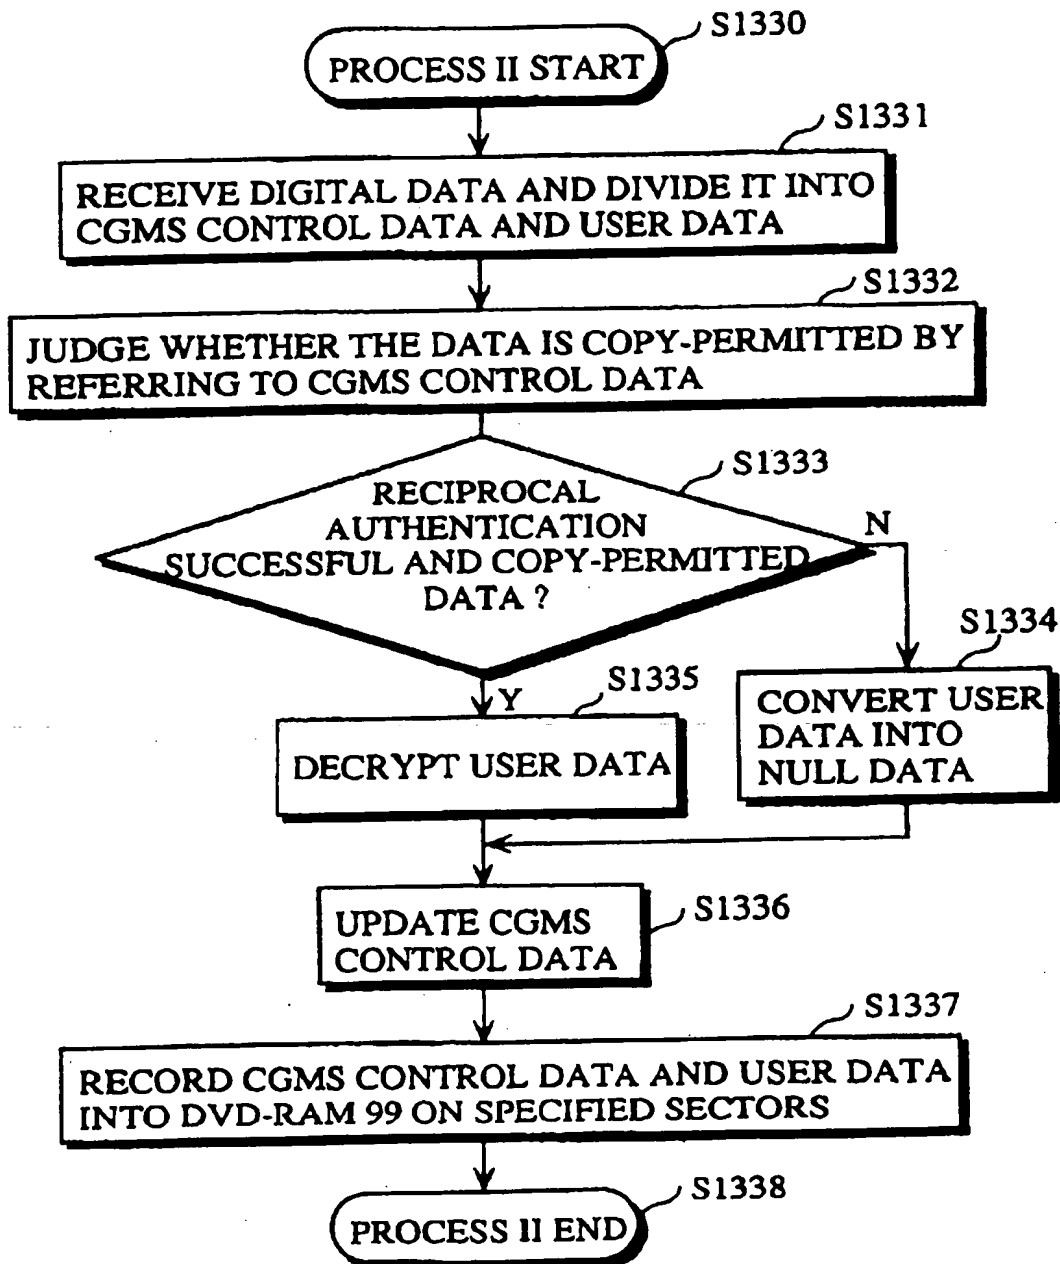 S1330
PROCESS II START
S1331
RECEIVE DIGITAL DATA AND DIVIDE IT INTO
CGMS CONTROL DATA AND USER DATA
S1332
JUDGE WHETHER THE DATA IS COPY-PERMITTED BY
REFERRING TO CGMS CONTROL DATA
S1333
RECIPROCAL
AUTHENTICATION
SUCCESSFUL AND COPY-PERMITTED
DATA ?
N
S1334
CONVERT USER
DATA INTO
NULL DATA
Y
S1335
DECRYPT USER DATA
S1336
UPDATE CGMS
CONTROL DATA
S1337
RECORD CGMS CONTROL DATA AND USER DATA
INTO DVD-RAM 99 ON SPECIFIED SECTORS
S1338
PROCESS II END